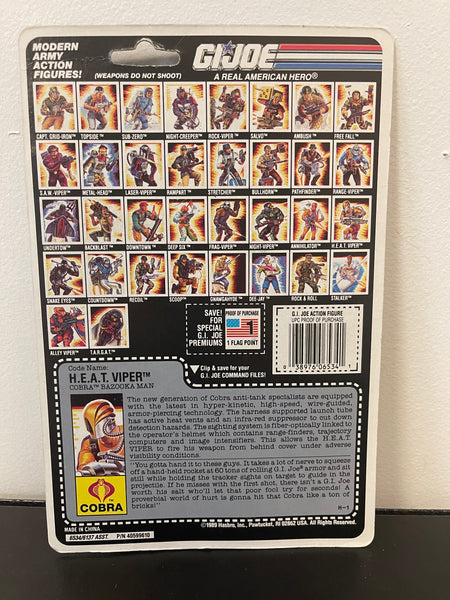 MODERN
ARMY
ACTION
FIGURES!
(WEAPONS DO NOT SHOOT)
G.I. JOE
A REAL AMERICAN HERO®
CAPT. GRID-IRON™ TOPSIDE™ SUB-ZERO™ NIGHT-CREEPER™ ROCK-VIPER™ SALVO™ AMBUSH™ FREE FALL™
S.A.W.-VIPER™ METAL-HEAD™ LASER-VIPER™ RAMPART™ STRETCHER™ BULLHORN™ PATHFINDER™ RANGE-VIPER™
UNDERTOW™ BACKBLAST™ DOWNTOWN™ DEEP SIX™ FRAG-VIPER™ NIGHT-VIPER™ ANNIHILATOR™ H.E.A.T. VIPER™
SNAKE EYES™ COUNTDOWN™ RECOIL™ SCOOP™ GNAWGAHYDE™ DEE JAY™ ROCK & ROLL™ STALKER™
ALLEY VIPER™ T.A.R.G.A.T.™
SAVE!
FOR
SPECIAL
G.I. JOE
PREMIUMS
PROOF OF PURCHASE
1
1 FLAG POINT
G.I. JOE ACTION FIGURE
UPC PROOF OF PURCHASE
0 38976 06534 1
Clip & save for your
G.I. JOE COMMAND FILES!
Code Name:
H.E.A.T. VIPER™
COBRA™ BAZOOKA MAN
The new generation of Cobra anti-tank specialists are equipped
with the latest in hyper-kinetic, high-speed, wire-guided,
armor-piercing technology. The harness supported launch tube
has active heat vents and an infra-red suppressor to cut down
detection hazards. The sighting system is fiber-optically linked to
the operator's helmet which contains range-finders, trajectory
computers and image intensifiers. This allows the H.E.A.T.
VIPER to fire his weapon from behind cover under adverse
visibility conditions.
"You gotta hand it to these guys. It takes a lot of nerve to squeeze
off a hand-held rocket at 60 tons of rolling G.I. Joe® armor and sit
still while holding the tracker sights on target to guide in the
projectile. If he misses with the first shot, there isn't a G.I. Joe
worth his salt who'll let that poor fool try for seconds! A
proverbial world of hurt is gonna hit that Cobra like a ton of
bricks!"
COBRA
H-1
MADE IN CHINA.
©1989 Hasbro, Inc., Pawtucket, RI 02862 USA. All Rights Reserved.
6534/6137 ASST. P/N 40599610